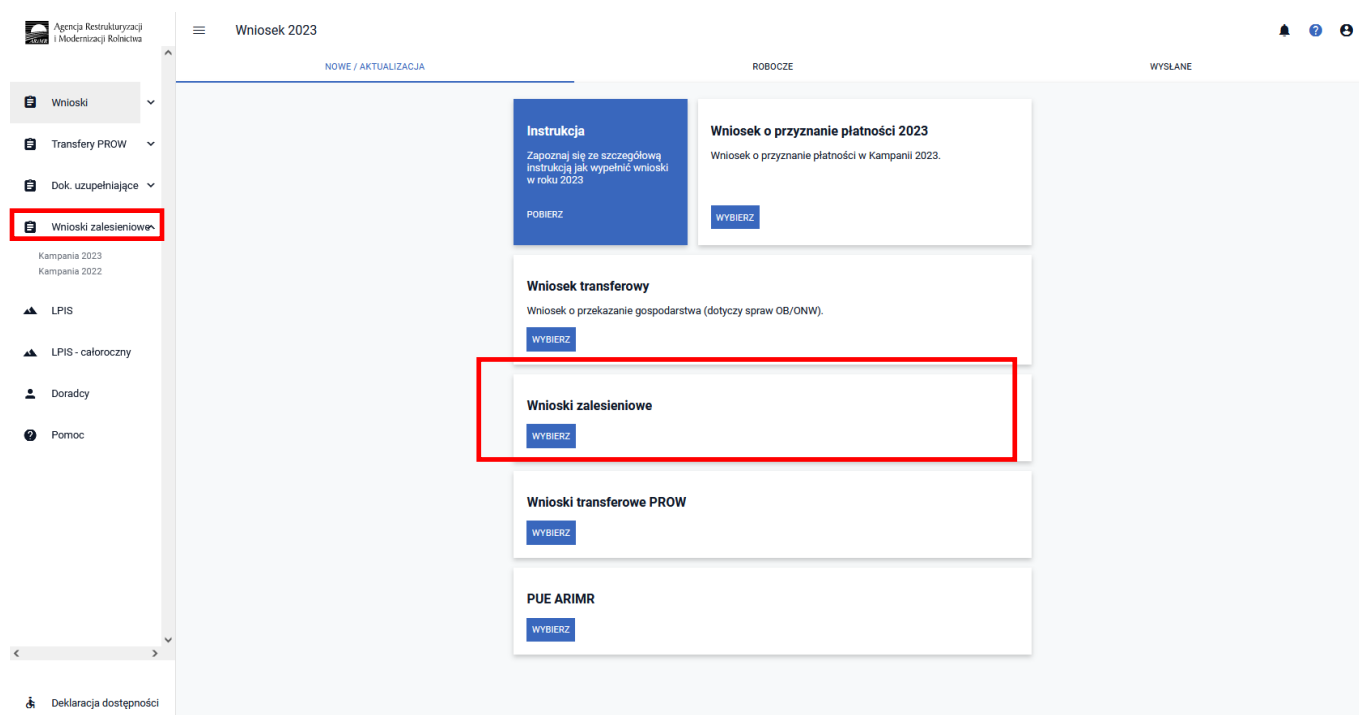 Agencja Restrukturyzacji
i Modernizacji Rolnictwa
ARiMR
Wniosek 2023
NOWE / AKTUALIZACJA
ROBOCZE
WYSŁANE
Wnioski
Transfery PROW
Dok. uzupełniające
Wnioski zalesieniowe
Kampania 2023
Kampania 2022
LPIS
LPIS - całoroczny
Doradcy
Pomoc
Deklaracja dostępności
Instrukcja
Zapoznaj się ze szczegółową
instrukcją jak wypełnić wnioski
w roku 2023
POBIERZ
Wniosek o przyznanie płatności 2023
Wniosek o przyznanie płatności w Kampanii 2023.
WYBIERZ
Wniosek transferowy
Wniosek o przekazanie gospodarstwa (dotyczy spraw OB/ONW).
WYBIERZ
Wnioski zalesieniowe
WYBIERZ
Wnioski transferowe PROW
WYBIERZ
PUE ARIMR
WYBIERZ